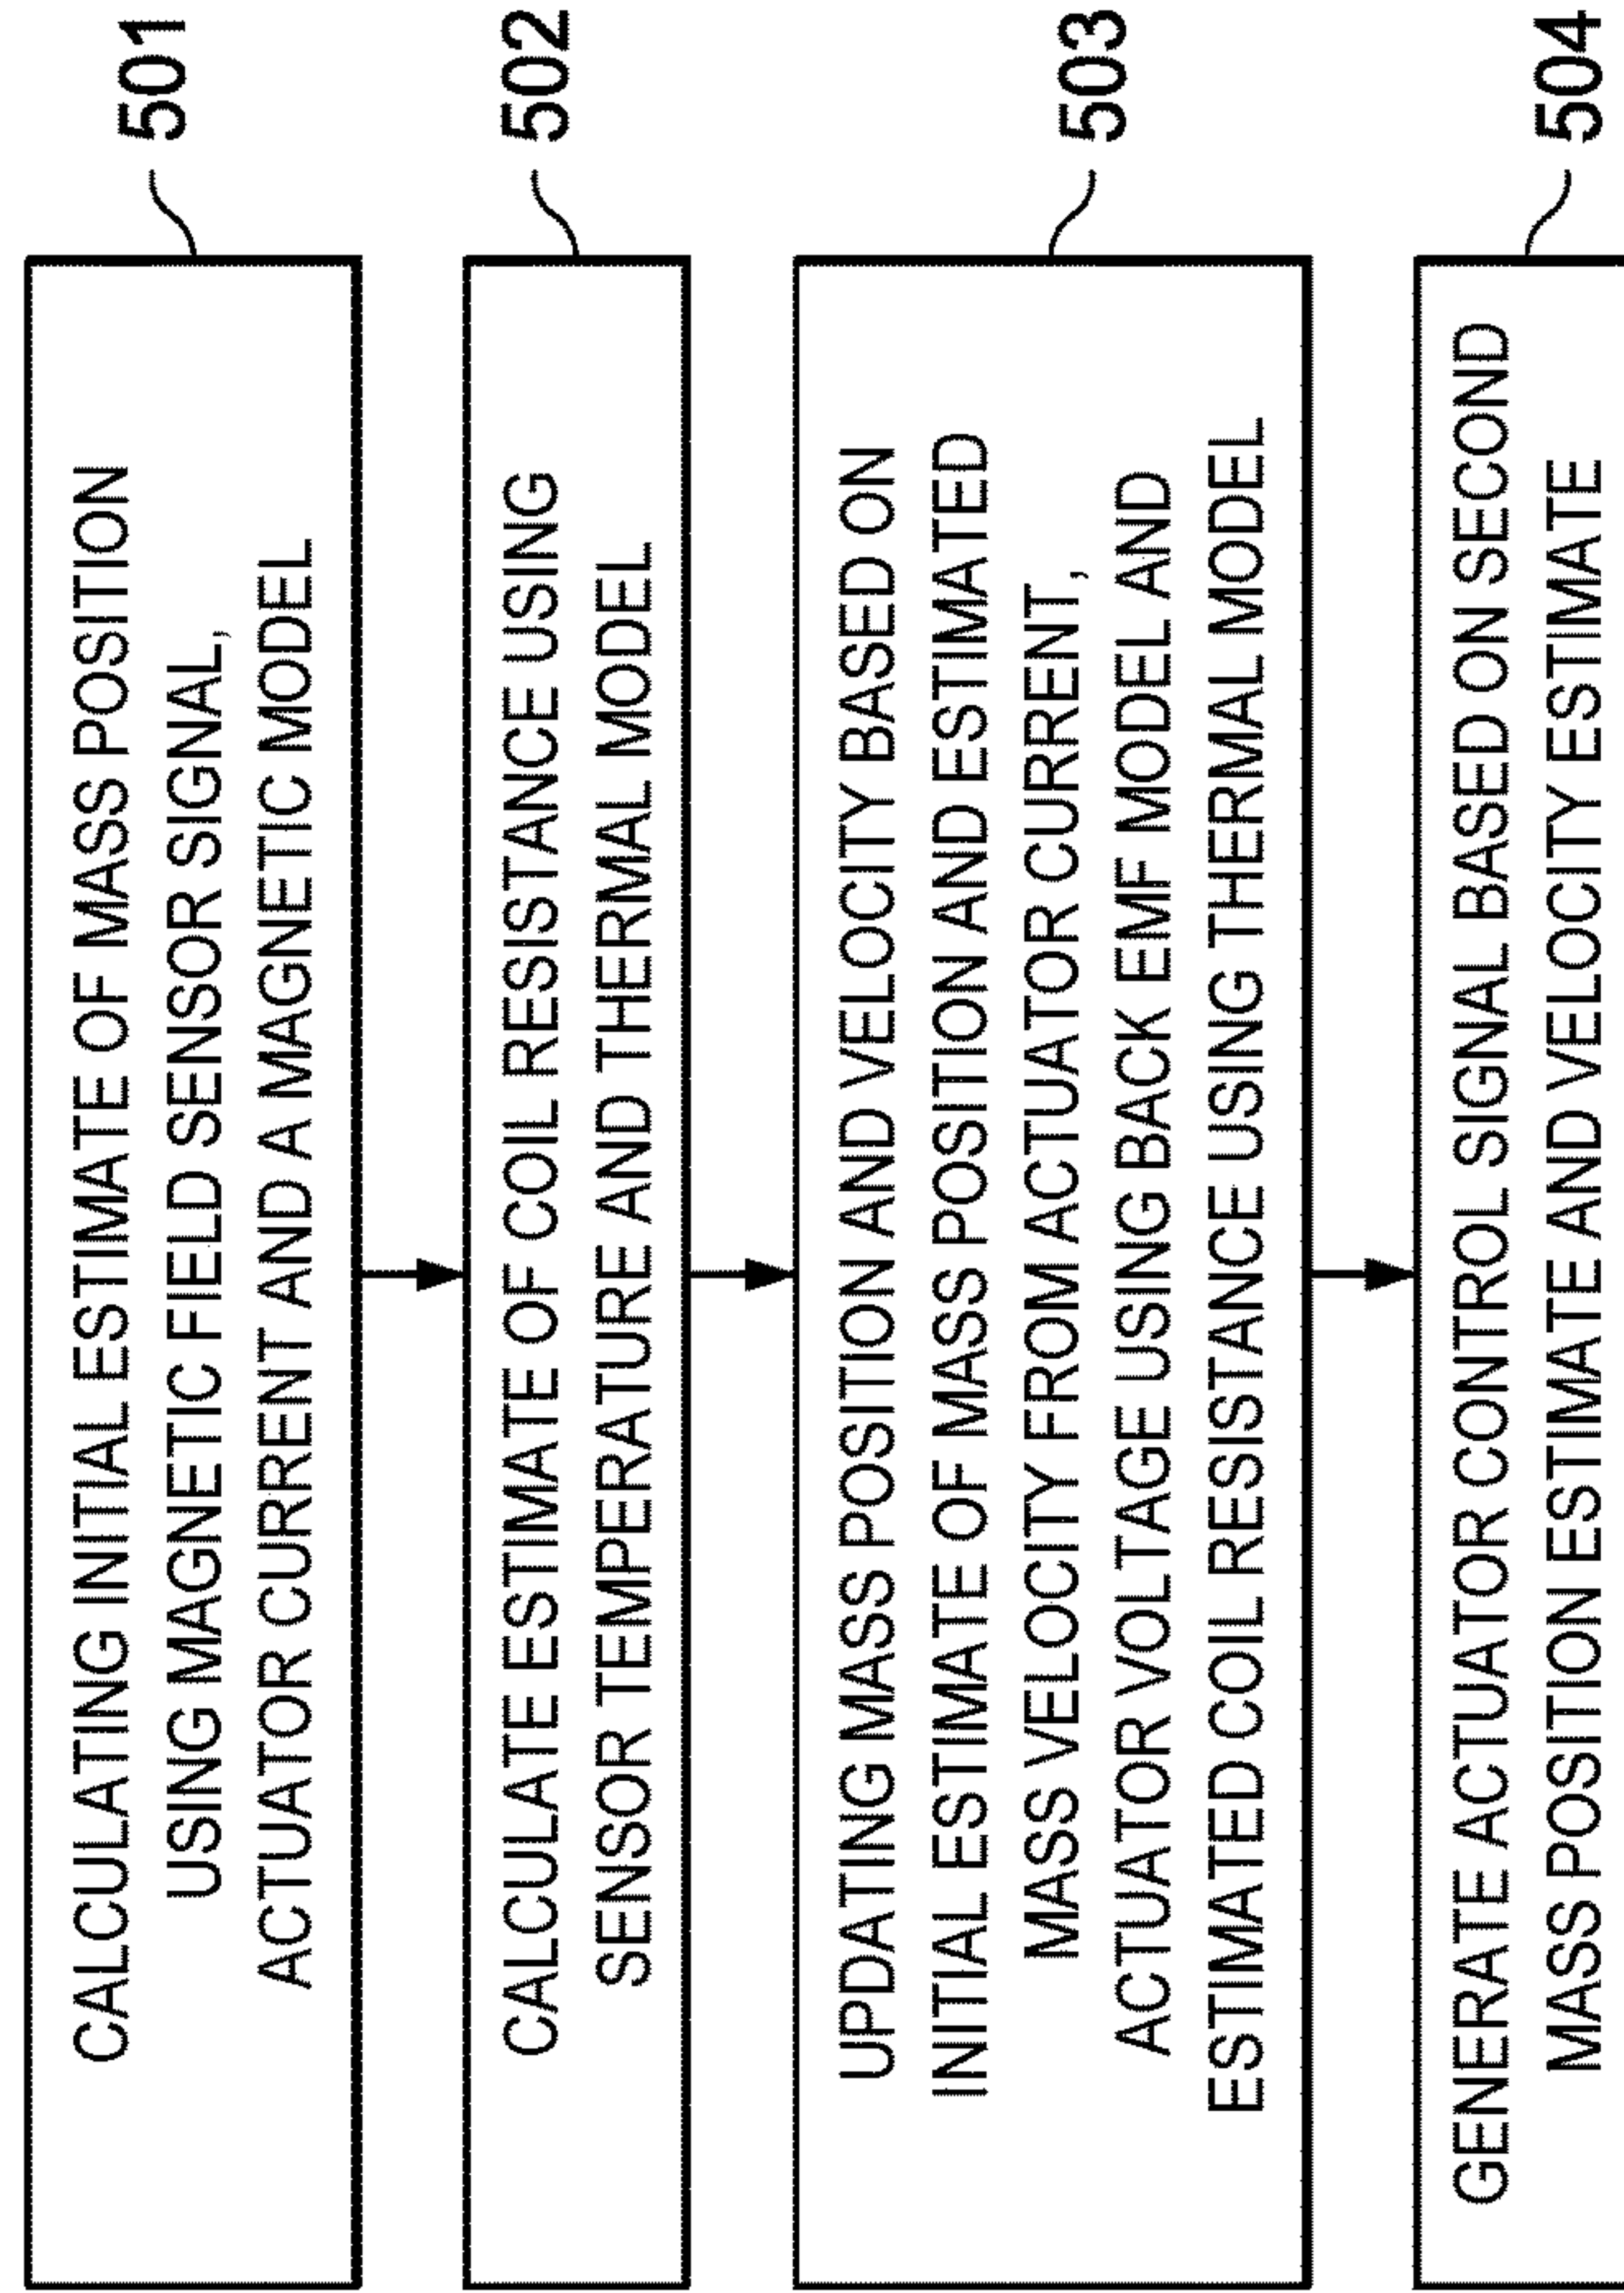 CALCULATING INITIAL ESTIMATE OF MASS POSITION
USING MAGNETIC FIELD SENSOR SIGNAL,
ACTUATOR CURRENT AND A MAGNETIC MODEL
501
CALCULATE ESTIMATE OF COIL RESISTANCE USING
SENSOR TEMPERATURE AND THERMAL MODEL
502
UPDATING MASS POSITION AND VELOCITY BASED ON
INITIAL ESTIMATE OF MASS POSITION AND ESTIMATED
MASS VELOCITY FROM ACTUATOR CURRENT,
ACTUATOR VOLTAGE USING BACK EMF MODEL AND
ESTIMATED COIL RESISTANCE USING THERMAL MODEL
503
GENERATE ACTUATOR CONTROL SIGNAL BASED ON SECOND
MASS POSITION ESTIMATE AND VELOCITY ESTIMATE
504